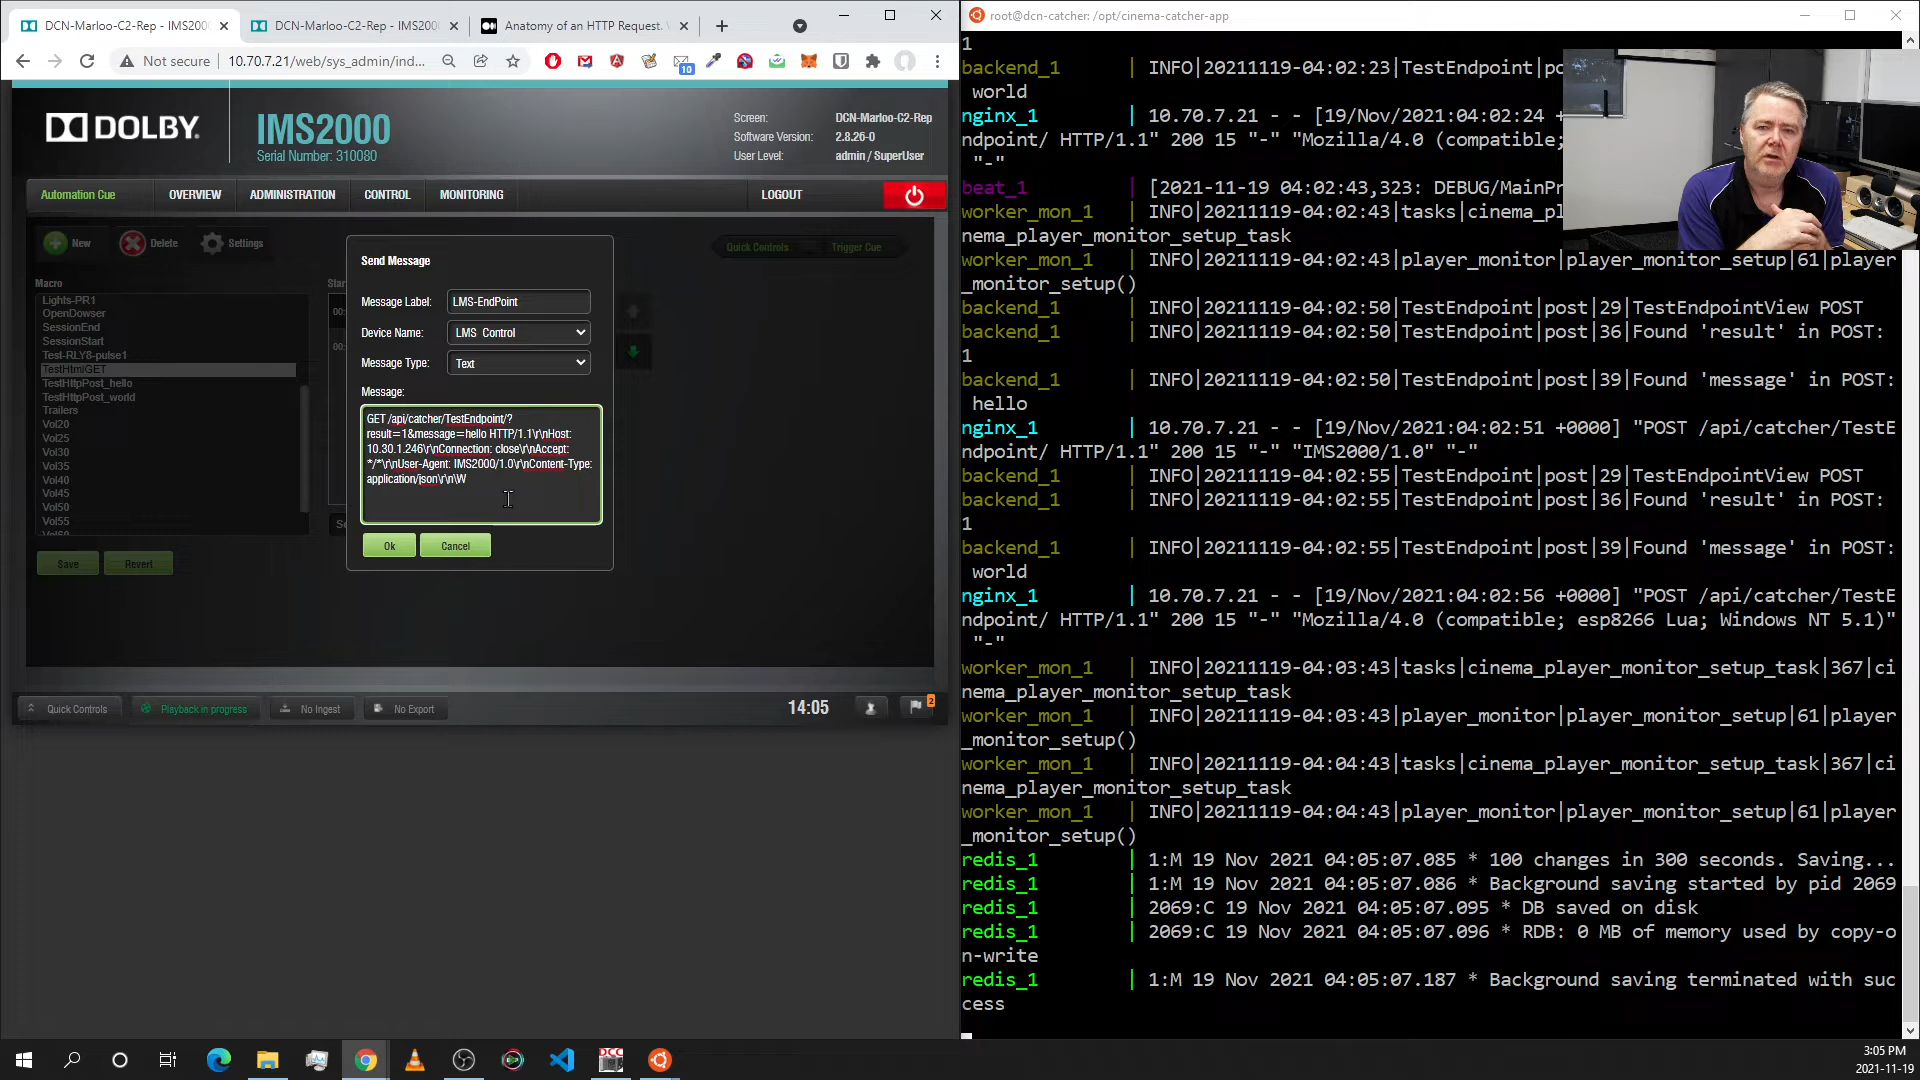 DCN-Marloo-C2-Rep - IMS2000
DCN-Marloo-C2-Rep - IMS2000
Anatomy of an HTTP Request.
Not secure
10.70.7.21/web/sys_admin/ind...
10
DOLBY
IMS2000
Serial Number: 310080
Screen: DCN-Marloo-C2-Rep
Software Version: 2.8.26-0
User Level: admin / SuperUser
Automation Cue
OVERVIEW
ADMINISTRATION
CONTROL
MONITORING
LOGOUT
New
Delete
Settings
Quick Controls
Trigger Cue
Macro
Lights-PR1
OpenDowser
SessionEnd
SessionStart
Test-RLY8-pulse1
TestHtmlGET
TestHttpPost_hello
TestHttpPost_world
Trailers
Vol20
Vol25
Vol30
Vol35
Vol40
Vol45
Vol50
Vol55
Save
Revert
Send Message
Message Label: LMS-EndPoint
Device Name: LMS Control
Message Type: Text
Message:
GET /api/catcher/TestEndpoint/?
result=1&message=hello HTTP/1.1\r\nHost:
10.30.1.246\r\nConnection: close\r\nAccept:
*/*\r\nUser-Agent: IMS2000/1.0\r\nContent-Type:
application/json\r\n\W
Ok
Cancel
Quick Controls
Playback in progress
No Ingest
No Export
14:05
2
root@dcn-catcher: /opt/cinema-catcher-app
1
backend_1 | INFO|20211119-04:02:23|TestEndpoint|po
world
nginx_1 | 10.70.7.21 - - [19/Nov/2021:04:02:24 +
ndpoint/ HTTP/1.1" 200 15 "-" "Mozilla/4.0 (compatible;
"-"
beat_1 | [2021-11-19 04:02:43,323: DEBUG/MainPr
worker_mon_1 | INFO|20211119-04:02:43|tasks|cinema_pl
nema_player_monitor_setup_task
worker_mon_1 | INFO|20211119-04:02:43|player_monitor|player_monitor_setup|61|player
_monitor_setup()
backend_1 | INFO|20211119-04:02:50|TestEndpoint|post|29|TestEndpointView POST
backend_1 | INFO|20211119-04:02:50|TestEndpoint|post|36|Found 'result' in POST:
1
backend_1 | INFO|20211119-04:02:50|TestEndpoint|post|39|Found 'message' in POST:
hello
nginx_1 | 10.70.7.21 - - [19/Nov/2021:04:02:51 +0000] "POST /api/catcher/TestE
ndpoint/ HTTP/1.1" 200 15 "-" "IMS2000/1.0" "-"
backend_1 | INFO|20211119-04:02:55|TestEndpoint|post|29|TestEndpointView POST
backend_1 | INFO|20211119-04:02:55|TestEndpoint|post|36|Found 'result' in POST:
1
backend_1 | INFO|20211119-04:02:55|TestEndpoint|post|39|Found 'message' in POST:
world
nginx_1 | 10.70.7.21 - - [19/Nov/2021:04:02:56 +0000] "POST /api/catcher/TestE
ndpoint/ HTTP/1.1" 200 15 "-" "Mozilla/4.0 (compatible; esp8266 Lua; Windows NT 5.1)"
"-"
worker_mon_1 | INFO|20211119-04:03:43|tasks|cinema_player_monitor_setup_task|367|ci
nema_player_monitor_setup_task
worker_mon_1 | INFO|20211119-04:03:43|player_monitor|player_monitor_setup|61|player
_monitor_setup()
worker_mon_1 | INFO|20211119-04:04:43|tasks|cinema_player_monitor_setup_task|367|ci
nema_player_monitor_setup_task
worker_mon_1 | INFO|20211119-04:04:43|player_monitor|player_monitor_setup|61|player
_monitor_setup()
redis_1 | 1:M 19 Nov 2021 04:05:07.085 * 100 changes in 300 seconds. Saving...
redis_1 | 1:M 19 Nov 2021 04:05:07.086 * Background saving started by pid 2069
redis_1 | 2069:C 19 Nov 2021 04:05:07.095 * DB saved on disk
redis_1 | 2069:C 19 Nov 2021 04:05:07.096 * RDB: 0 MB of memory used by copy-o
n-write
redis_1 | 1:M 19 Nov 2021 04:05:07.187 * Background saving terminated with suc
cess
DCC
3:05 PM
2021-11-19